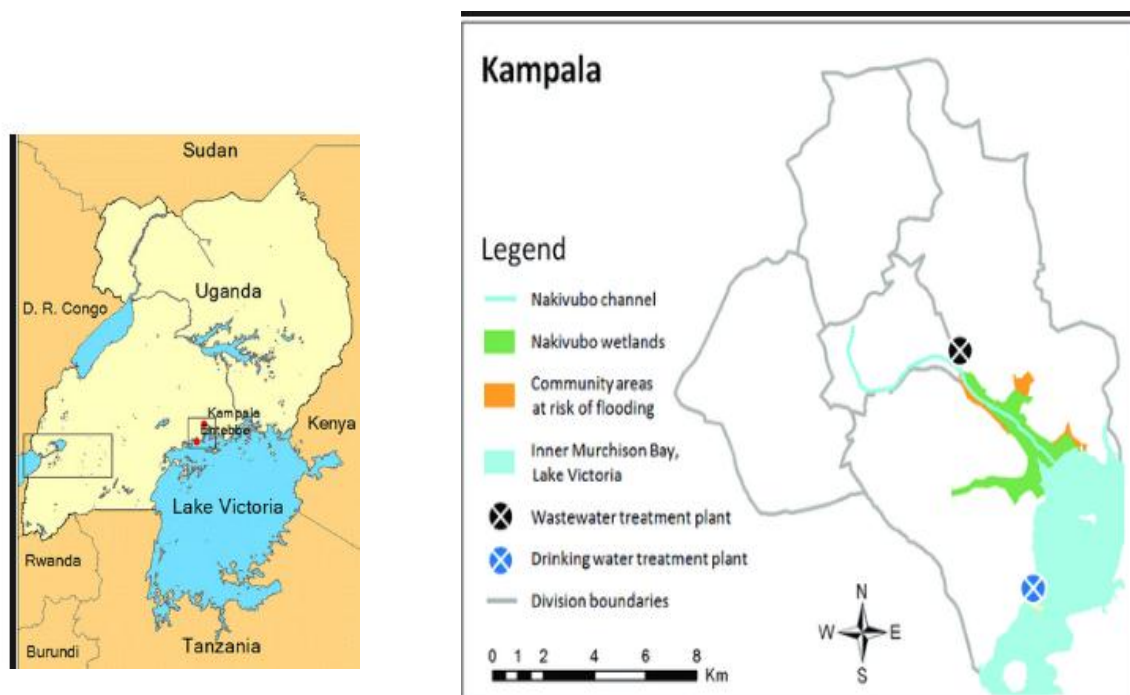 Sudan
Uganda
D. R. Congo
Kampala
Entebbe
Kenya
Lake Victoria
Rwanda
Tanzania
Burundi
Kampala
Legend
Nakivubo channel
Nakivubo wetlands
Community areas
at risk of flooding
Inner Murchison Bay,
Lake Victoria
Wastewater treatment plant
Drinking water treatment plant
Division boundaries
N
W E
S
0 1 2 4 6 8
Km